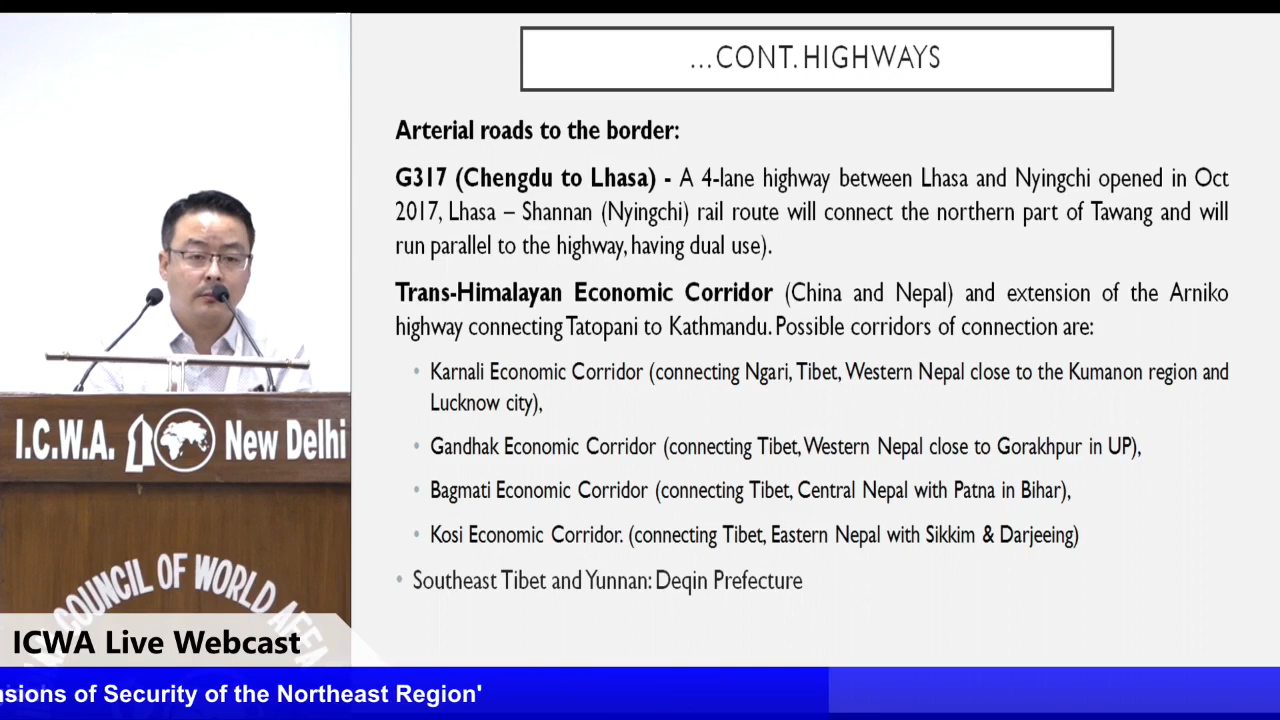 ...CONT. HIGHWAYS
Arterial roads to the border:
G317 (Chengdu to Lhasa) - A 4-lane highway between Lhasa and Nyingchi opened in Oct
2017, Lhasa – Shannan (Nyingchi) rail route will connect the northern part of Tawang and will
run parallel to the highway, having dual use).
Trans-Himalayan Economic Corridor (China and Nepal) and extension of the Arniko
highway connecting Tatopani to Kathmandu. Possible corridors of connection are:
• Karnali Economic Corridor (connecting Ngari, Tibet, Western Nepal close to the Kumanon region and
Lucknow city),
• Gandhak Economic Corridor (connecting Tibet, Western Nepal close to Gorakhpur in UP),
• Bagmati Economic Corridor (connecting Tibet, Central Nepal with Patna in Bihar),
• Kosi Economic Corridor. (connecting Tibet, Eastern Nepal with Sikkim & Darjeeing)
• Southeast Tibet and Yunnan: Deqin Prefecture
I.C.W.A. New Delhi
COUNCIL OF WORLD AFFA
ICWA Live Webcast
nsions of Security of the Northeast Region'